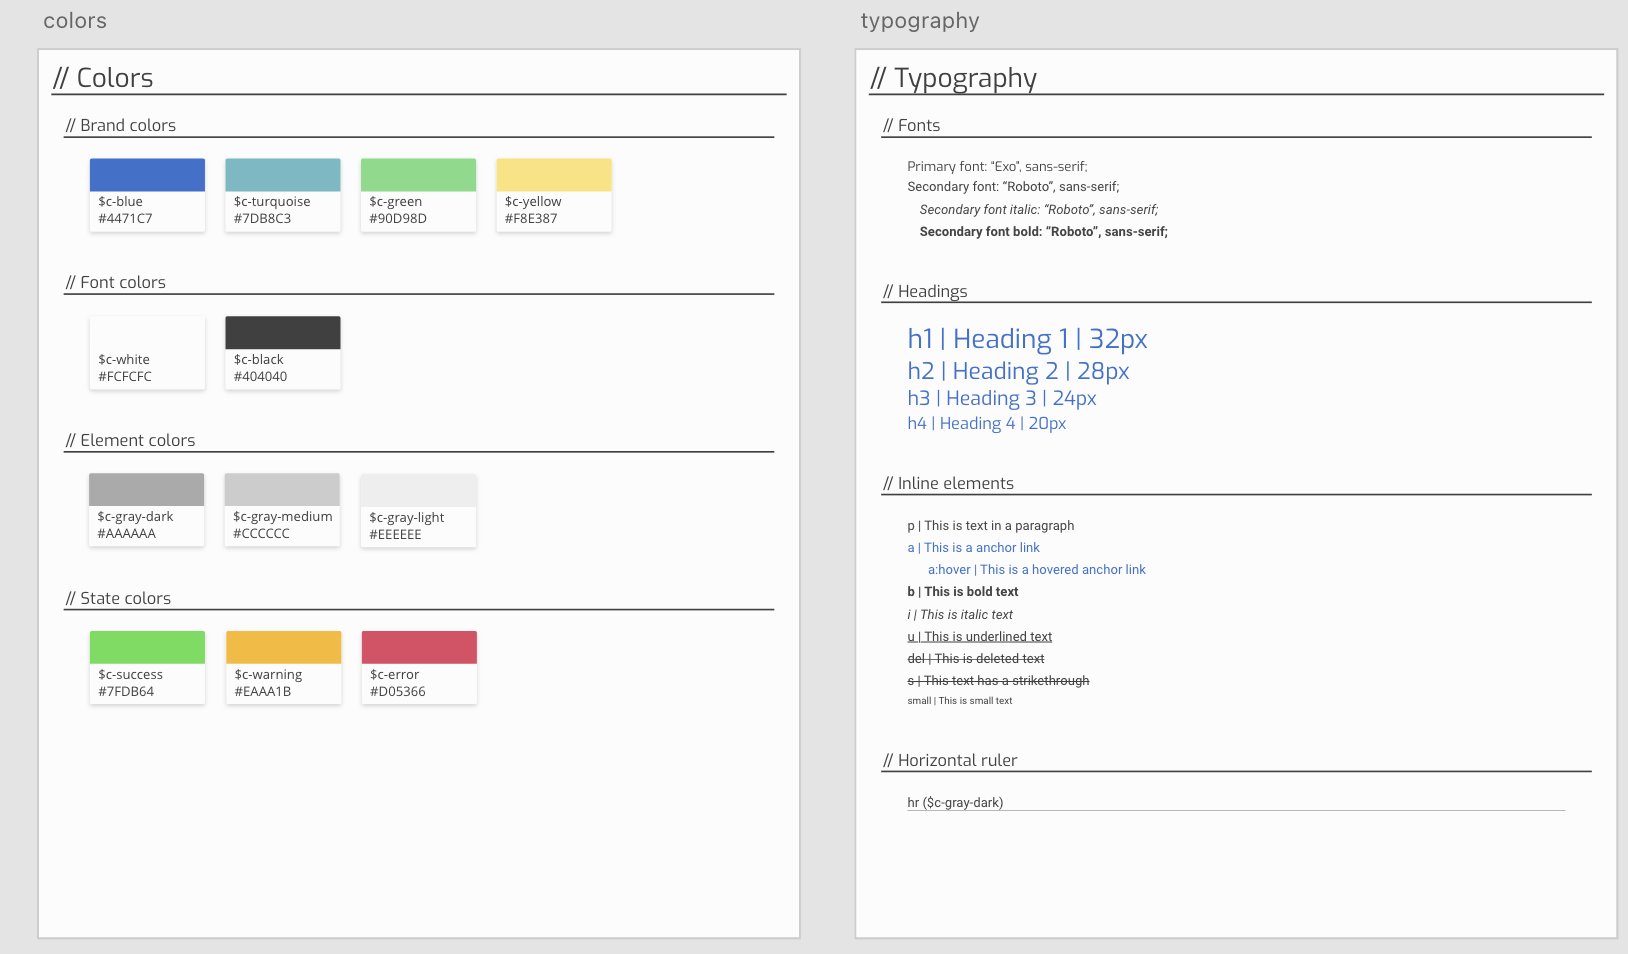 colors
// Colors
// Brand colors
$c-blue
#4471C7
$c-turquoise
#7DB8C3
$c-green
#90D98D
$c-yellow
#F8E387
// Font colors
$c-white
#FCFCFC
$c-black
#404040
// Element colors
$c-gray-dark
#AAAAAA
$c-gray-medium
#CCCCCC
$c-gray-light
#EEEEEE
// State colors
$c-success
#7FDB64
$c-warning
#EAAA1B
$c-error
#D05366
typography
// Typography
// Fonts
Primary font: "Exo", sans-serif;
Secondary font: “Roboto”, sans-serif;
Secondary font italic: “Roboto”, sans-serif;
Secondary font bold: “Roboto”, sans-serif;
// Headings
h1 | Heading 1 | 32px
h2 | Heading 2 | 28px
h3 | Heading 3 | 24px
h4 | Heading 4 | 20px
// Inline elements
p | This is text in a paragraph
a | This is a anchor link
a:hover | This is a hovered anchor link
b | This is bold text
i | This is italic text
u | This is underlined text
del | This is deleted text
s | This text has a strikethrough
small | This is small text
// Horizontal ruler
hr ($c-gray-dark)